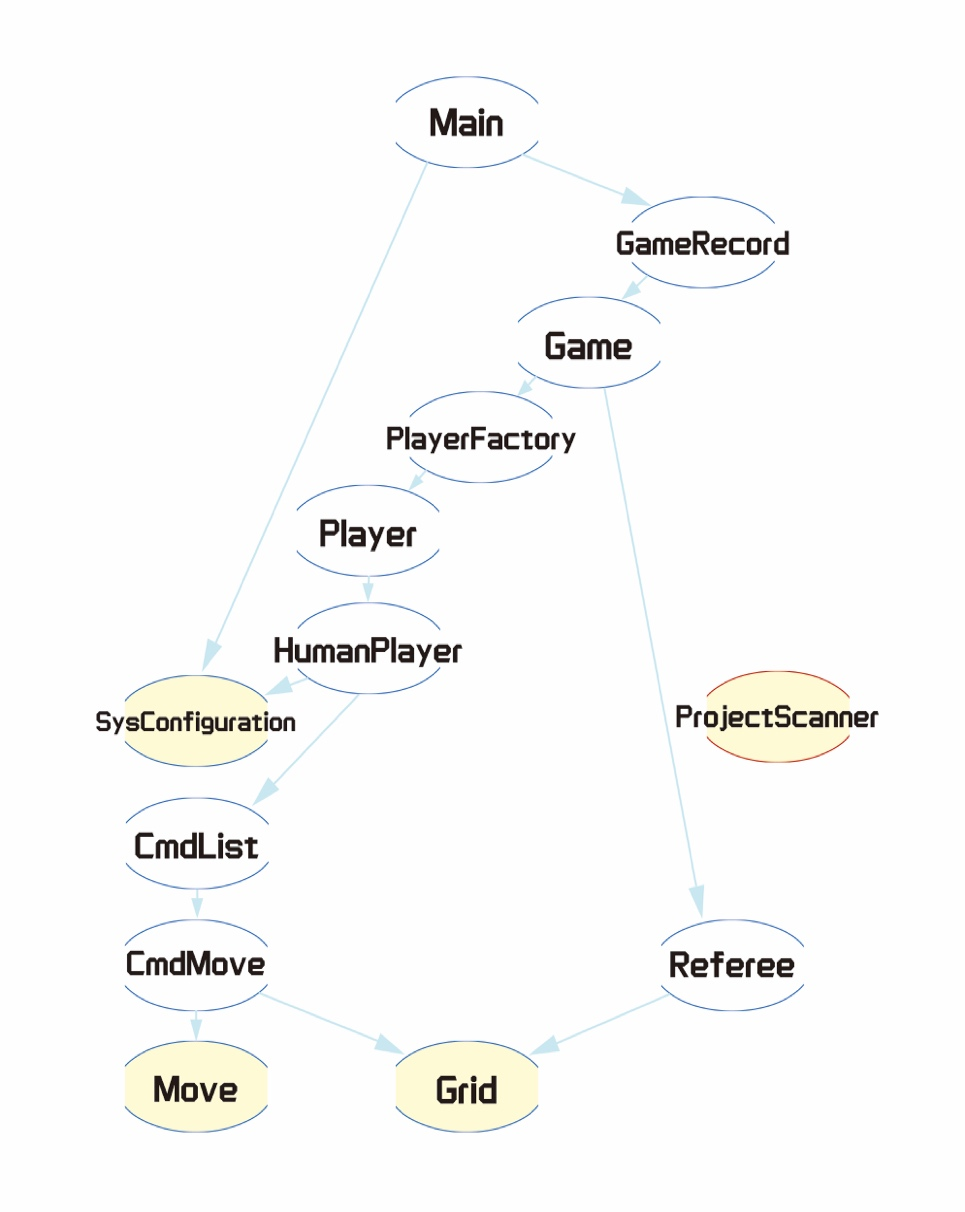 Main
GameRecord
Game
PlayerFactory
Player
HumanPlayer
SysConfiguration
ProjectScanner
CmdList
CmdMove
Referee
Move
Grid